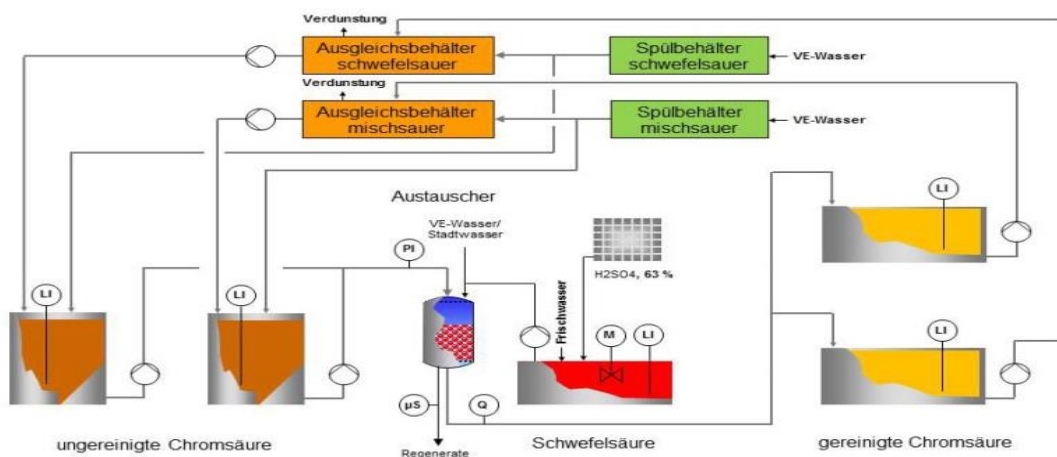 Verdunstung
Ausgleichsbehälter
schwefelsauer
Spülbehälter
schwefelsauer
VE-Wasser
Verdunstung
Ausgleichsbehälter
mischsauer
Spülbehälter
mischsauer
VE-Wasser
Austauscher
VE-Wasser/
Stadtwasser
PI
H2SO4, 63 %
LI
LI
LI
Frischwasser
M
LI
LI
µS
Q
Regenerate
ungereinigte Chromsäure
Schwefelsäure
gereinigte Chromsäure